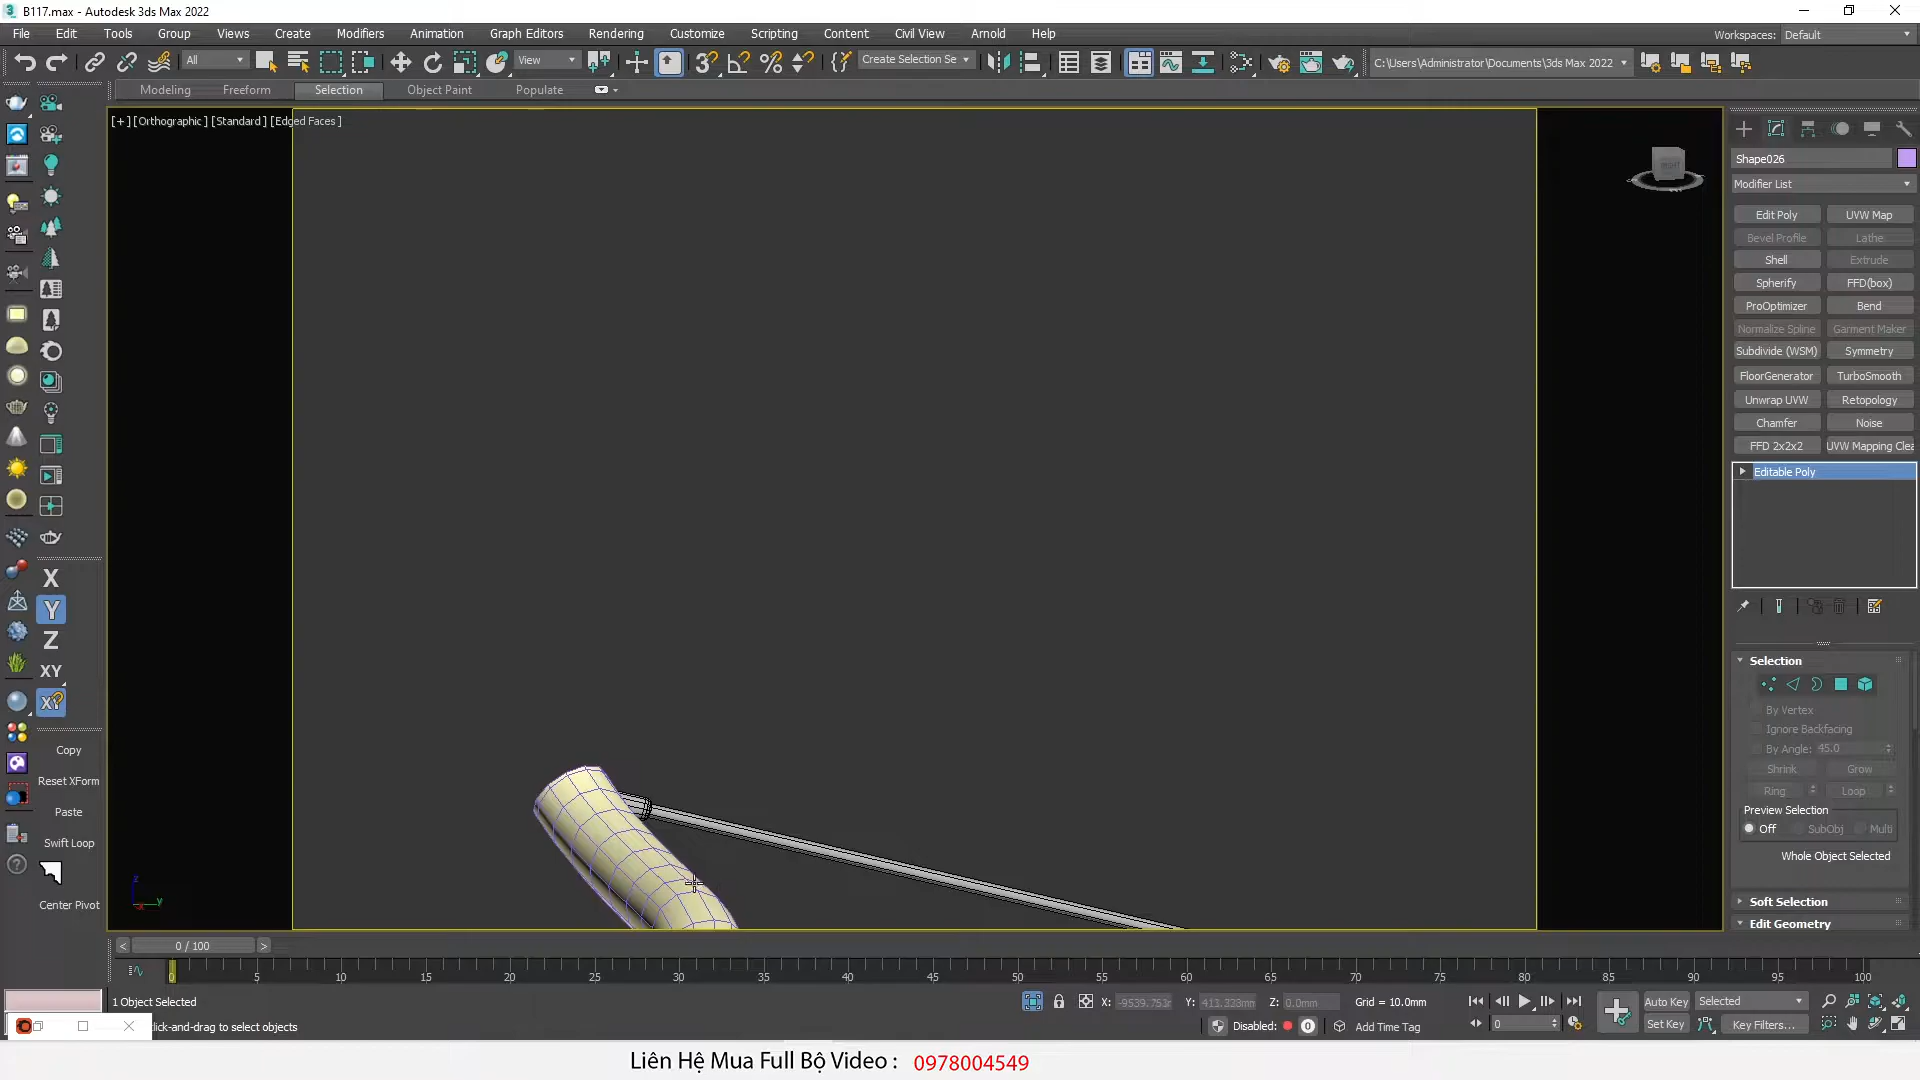 B117.max - Autodesk 3ds Max 2022
File Edit Tools Group Views Create Modifiers Animation Graph Editors Rendering Customize Scripting Content Civil View Arnold Help
Workspaces: Default
All View Create Selection Se C:\Users\Administrator\Documents\3ds Max 2022
Modeling Freeform Selection Object Paint Populate
[+] [Orthographic] [Standard] [Edged Faces]
Shape026
Modifier List
Edit Poly UVW Map
Bevel Profile Lathe
Shell Extrude
Spherify FFD(box)
ProOptimizer Bend
Normalize Spline Garment Maker
Subdivide (WSM) Symmetry
FloorGenerator TurboSmooth
Unwrap UVW Retopology
Chamfer Noise
FFD 2x2x2 UVW Mapping Clea
Editable Poly
X
Y
Z
XY
XY
Copy
Reset XForm
Paste
Swift Loop
Center Pivot
Selection
By Vertex
Ignore Backfacing
By Angle: 45.0
Shrink Grow
Ring Loop
Preview Selection
Off SubObj Multi
Whole Object Selected
Soft Selection
Edit Geometry
z
y
0 / 100
0 5 10 15 20 25 30 35 40 45 50 55 60 65 70 75 80 85 90 95 100
1 Object Selected
X: -9539.753m Y: 413.323mm Z: 0.0mm Grid = 10.0mm
Auto Key Selected
click-and-drag to select objects
Disabled: 0 Add Time Tag
0
Set Key Key Filters...
Liên Hệ Mua Full Bộ Video : 0978004549